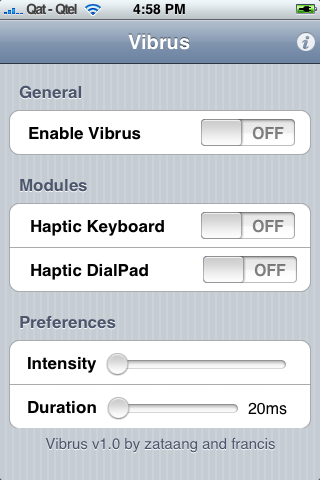 Qat - Qtel 4:58 PM
Vibrus
General
Enable Vibrus OFF
Modules
Haptic Keyboard OFF
Haptic DialPad OFF
Preferences
Intensity
Duration 20ms
Vibrus v1.0 by zataang and francis